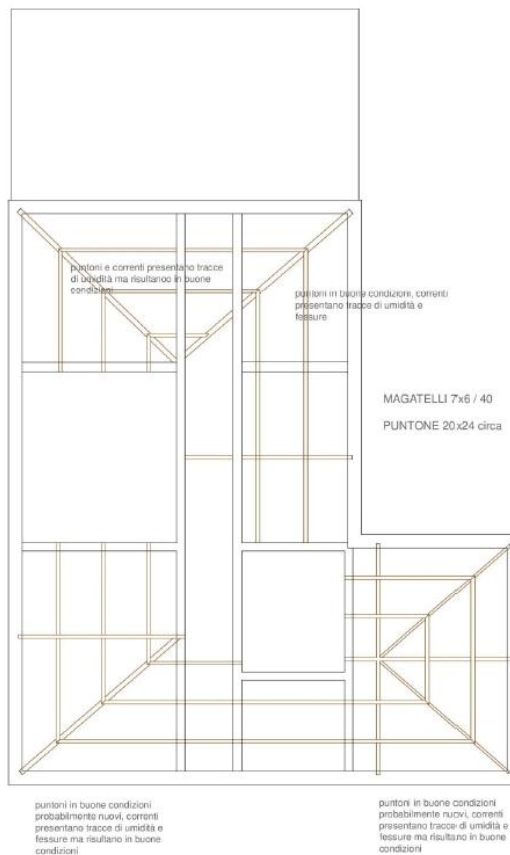 puntoni e correnti presentano tracce
di umidità ma risultanoo in buone
condizioni
puntoni in buone condizioni, correnti
presentano tracce di umidità e
fessure
MAGATELLI 7x6 / 40
PUNTONE 20x24 circa
puntoni in buone condizioni
probabilmente nuovi, correnti
presentano tracce di umidità e
fessure ma risultano in buone
condizioni
puntoni in buone condizioni
probabilmente nuovi, correnti
presentano tracce di umidità e
fessure ma risultano in buone
condizioni